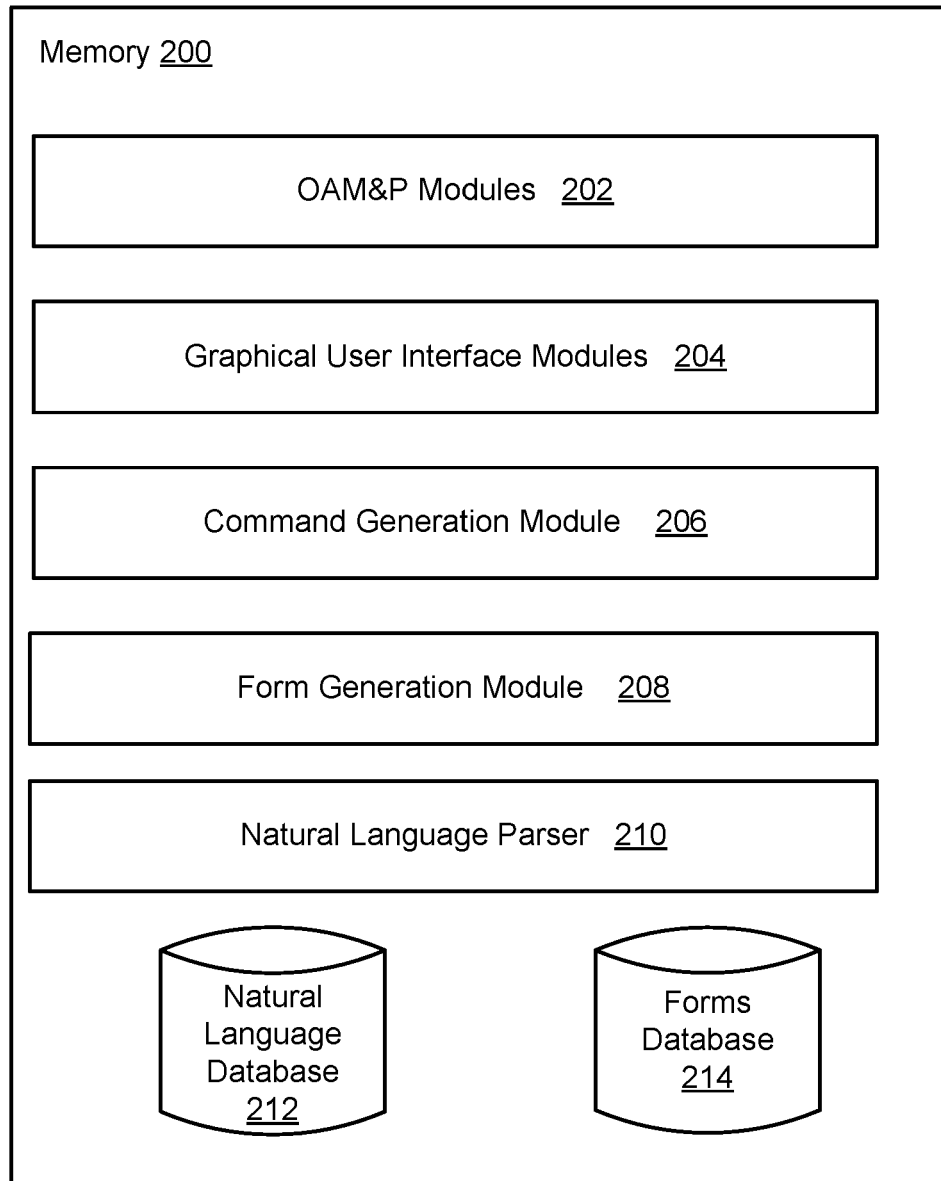 Memory 200
OAM&P Modules 202
Graphical User Interface Modules 204
Command Generation Module 206
Form Generation Module 208
Natural Language Parser 210
Natural
Language
Database
212
Forms
Database
214